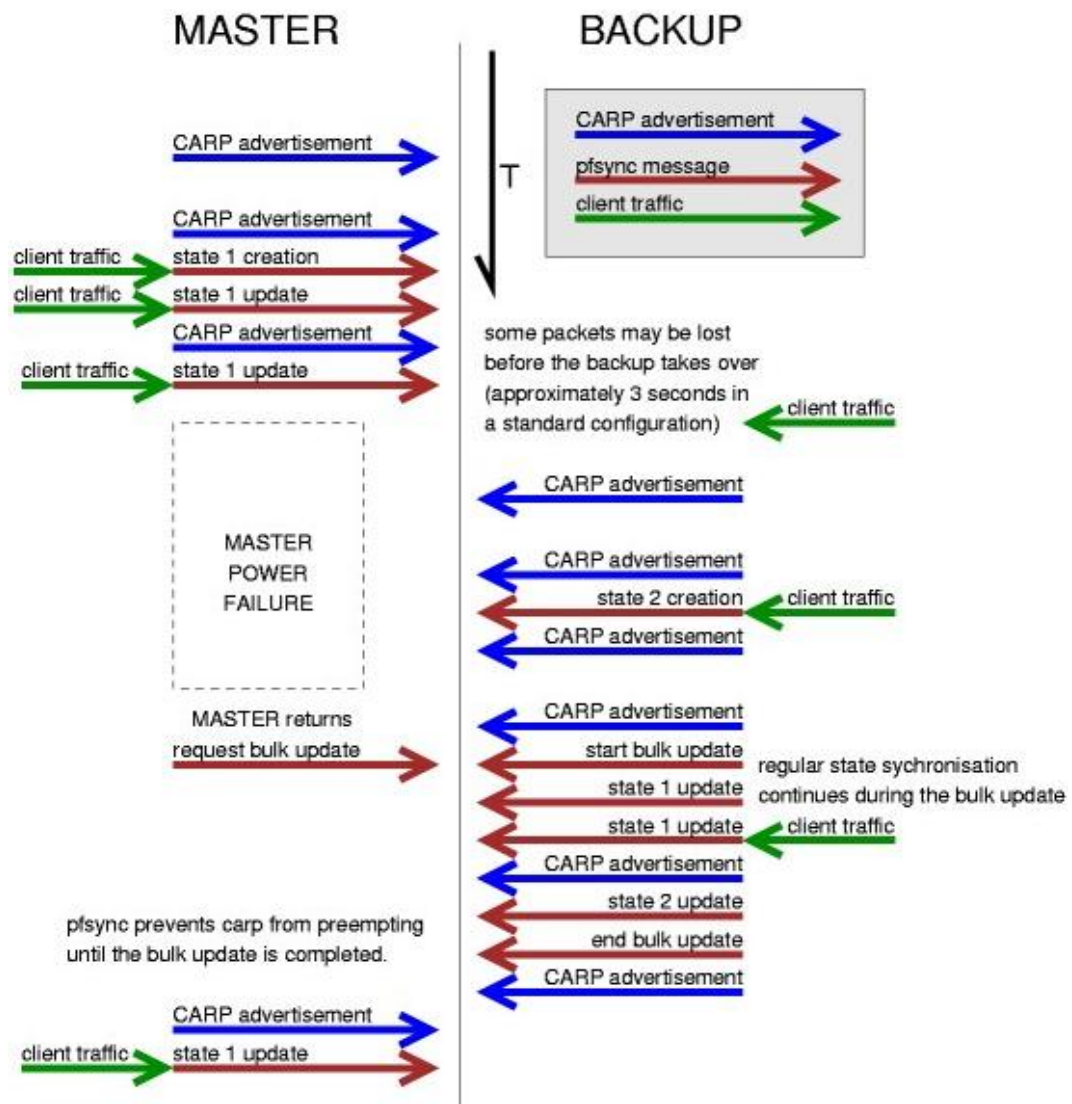 MASTER
BACKUP
CARP advertisement
pfsync message
client traffic
T
CARP advertisement
CARP advertisement
client traffic state 1 creation
client traffic state 1 update
CARP advertisement
client traffic state 1 update
some packets may be lost
before the backup takes over
(approximately 3 seconds in
a standard configuration)
client traffic
MASTER
POWER
FAILURE
CARP advertisement
CARP advertisement
state 2 creation client traffic
CARP advertisement
MASTER returns
request bulk update
CARP advertisement
start bulk update
state 1 update
state 1 update client traffic
regular state sychronisation
continues during the bulk update
CARP advertisement
state 2 update
end bulk update
CARP advertisement
pfsync prevents carp from preempting
until the bulk update is completed.
CARP advertisement
client traffic state 1 update